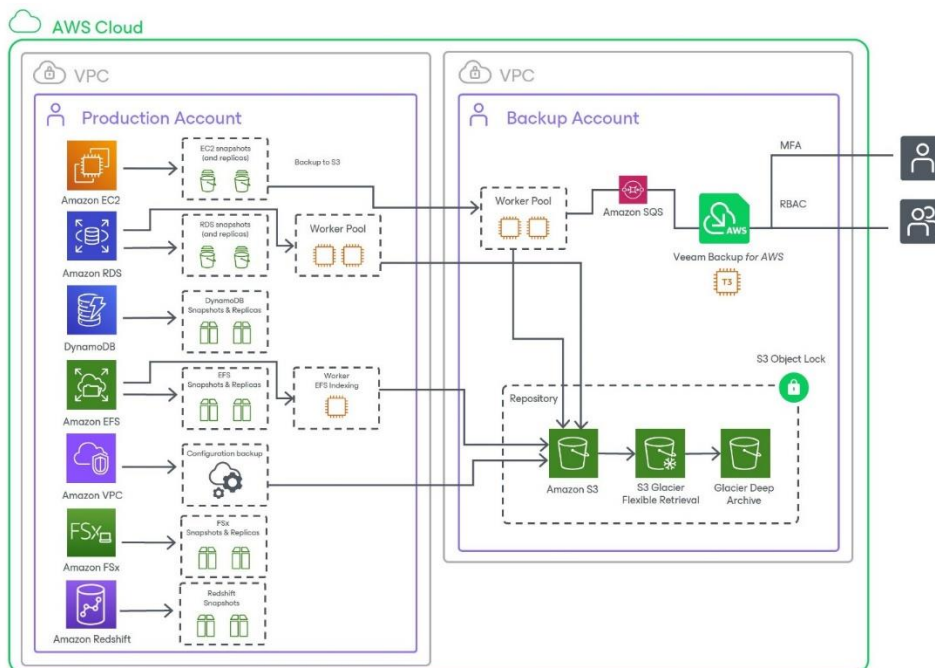 AWS Cloud
VPC
Production Account
Amazon EC2
EC2 snapshots
(and replicas)
Backup to S3
Amazon RDS
RDS snapshots
(and replicas)
Worker Pool
DynamoDB
DynamoDB
Snapshots & Replicas
Amazon EFS
EFS
Snapshots & Replicas
Worker
EFS Indexing
Amazon VPC
Configuration backup
FSx
Amazon FSx
FSx
Snapshots & Replicas
Amazon Redshift
Redshift
Snapshots
VPC
Backup Account
Worker Pool
Amazon SQS
AWS
Veeam Backup for AWS
T3
MFA
RBAC
S3 Object Lock
Repository
Amazon S3
S3 Glacier
Flexible Retrieval
Glacier Deep
Archive